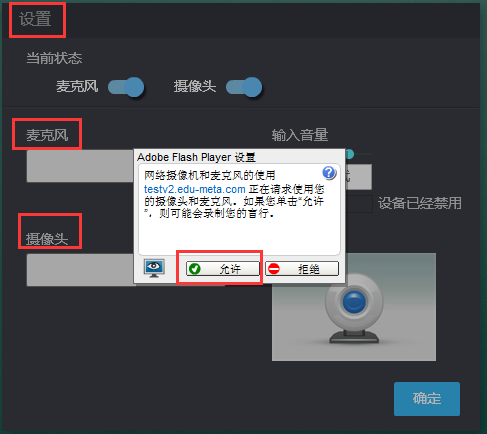 设置
当前状态
麦克风
摄像头
麦克风
输入音量
Adobe Flash Player 设置
网络摄像机和麦克风的使用
testv2.edu-meta.com 正在请求使用您
的摄像头和麦克风。如果您单击“允许
”，则可能会录制您的音行。
设备已经禁用
摄像头
允许
拒绝
确定